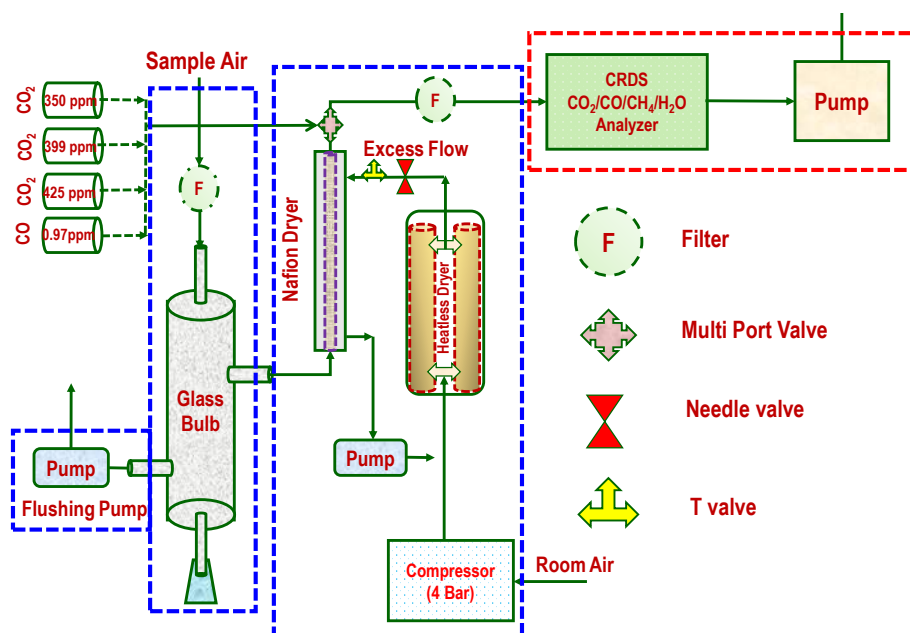 Sample Air
CO₂
350 ppm
CO₂
399 ppm
CO₂
425 ppm
CO
0.97ppm
F
Glass
Bulb
Pump
Flushing Pump
Nafion Dryer
F
Excess Flow
Heatless Dryer
Pump
Compressor
(4 Bar)
Room Air
CRDS
CO₂/CO/CH₄/H₂O
Analyzer
Pump
F
Filter
Multi Port Valve
Needle valve
T valve